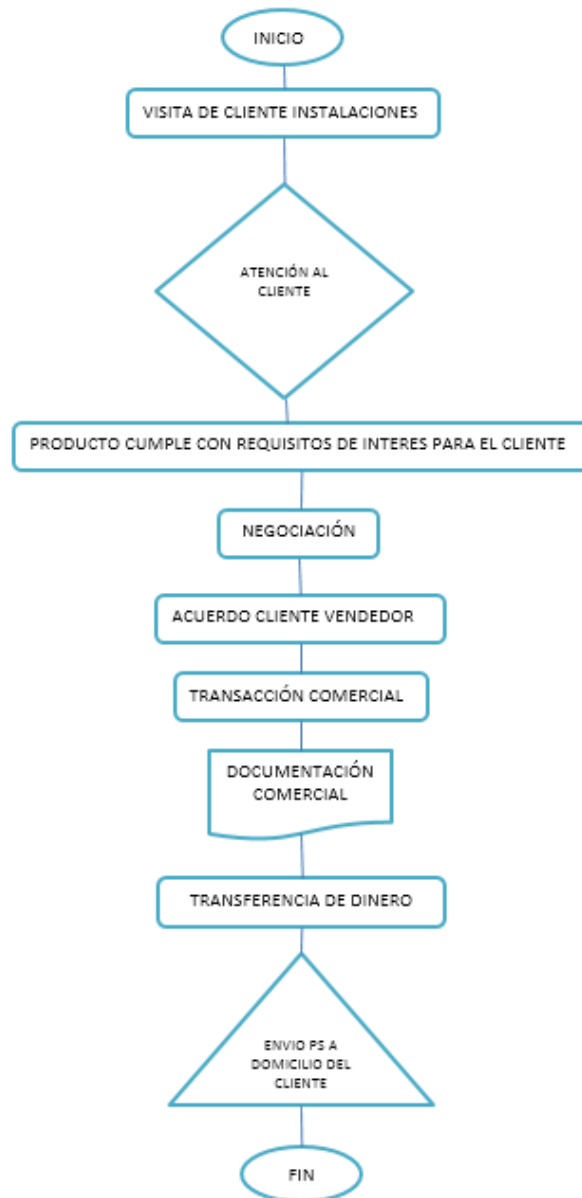 INICIO
VISITA DE CLIENTE INSTALACIONES
ATENCIÓN AL
CLIENTE
PRODUCTO CUMPLE CON REQUISITOS DE INTERES PARA EL CLIENTE
NEGOCIACIÓN
ACUERDO CLIENTE VENDEDOR
TRANSACCIÓN COMERCIAL
DOCUMENTACIÓN
COMERCIAL
TRANSFERENCIA DE DINERO
ENVIO PS A
DOMICILIO DEL
CLIENTE
FIN